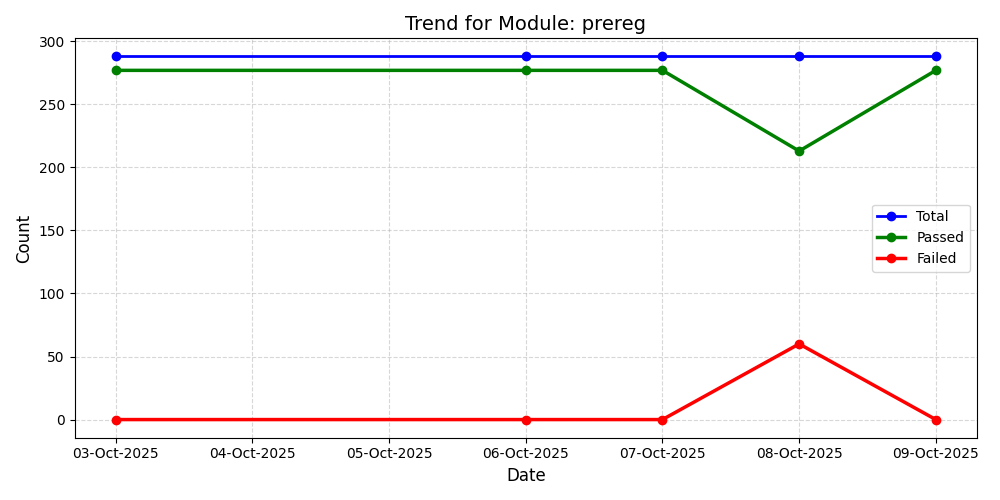 Trend for Module: prereg
300
250
200
150
100
50
0
Count
Total
Passed
Failed
03-Oct-2025 04-Oct-2025 05-Oct-2025 06-Oct-2025 07-Oct-2025 08-Oct-2025 09-Oct-2025
Date